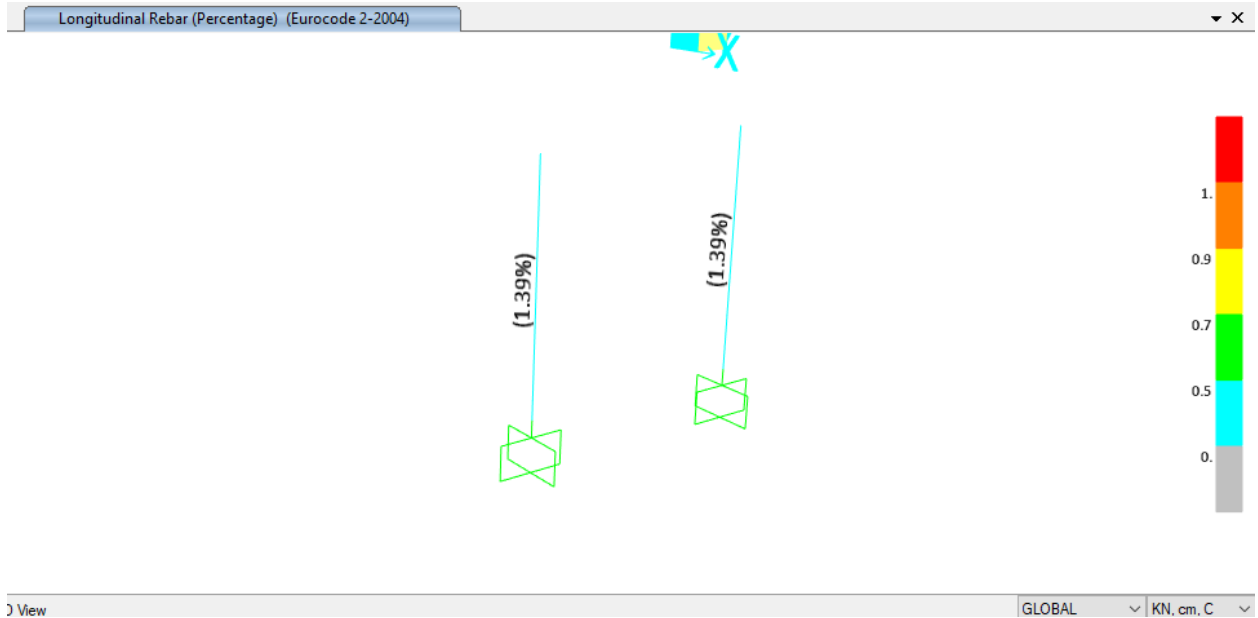 Longitudinal Rebar (Percentage) (Eurocode 2-2004)
X
(1.39%)
(1.39%)
1.
0.9
0.7
0.5
0.
D View
GLOBAL
KN, cm, C